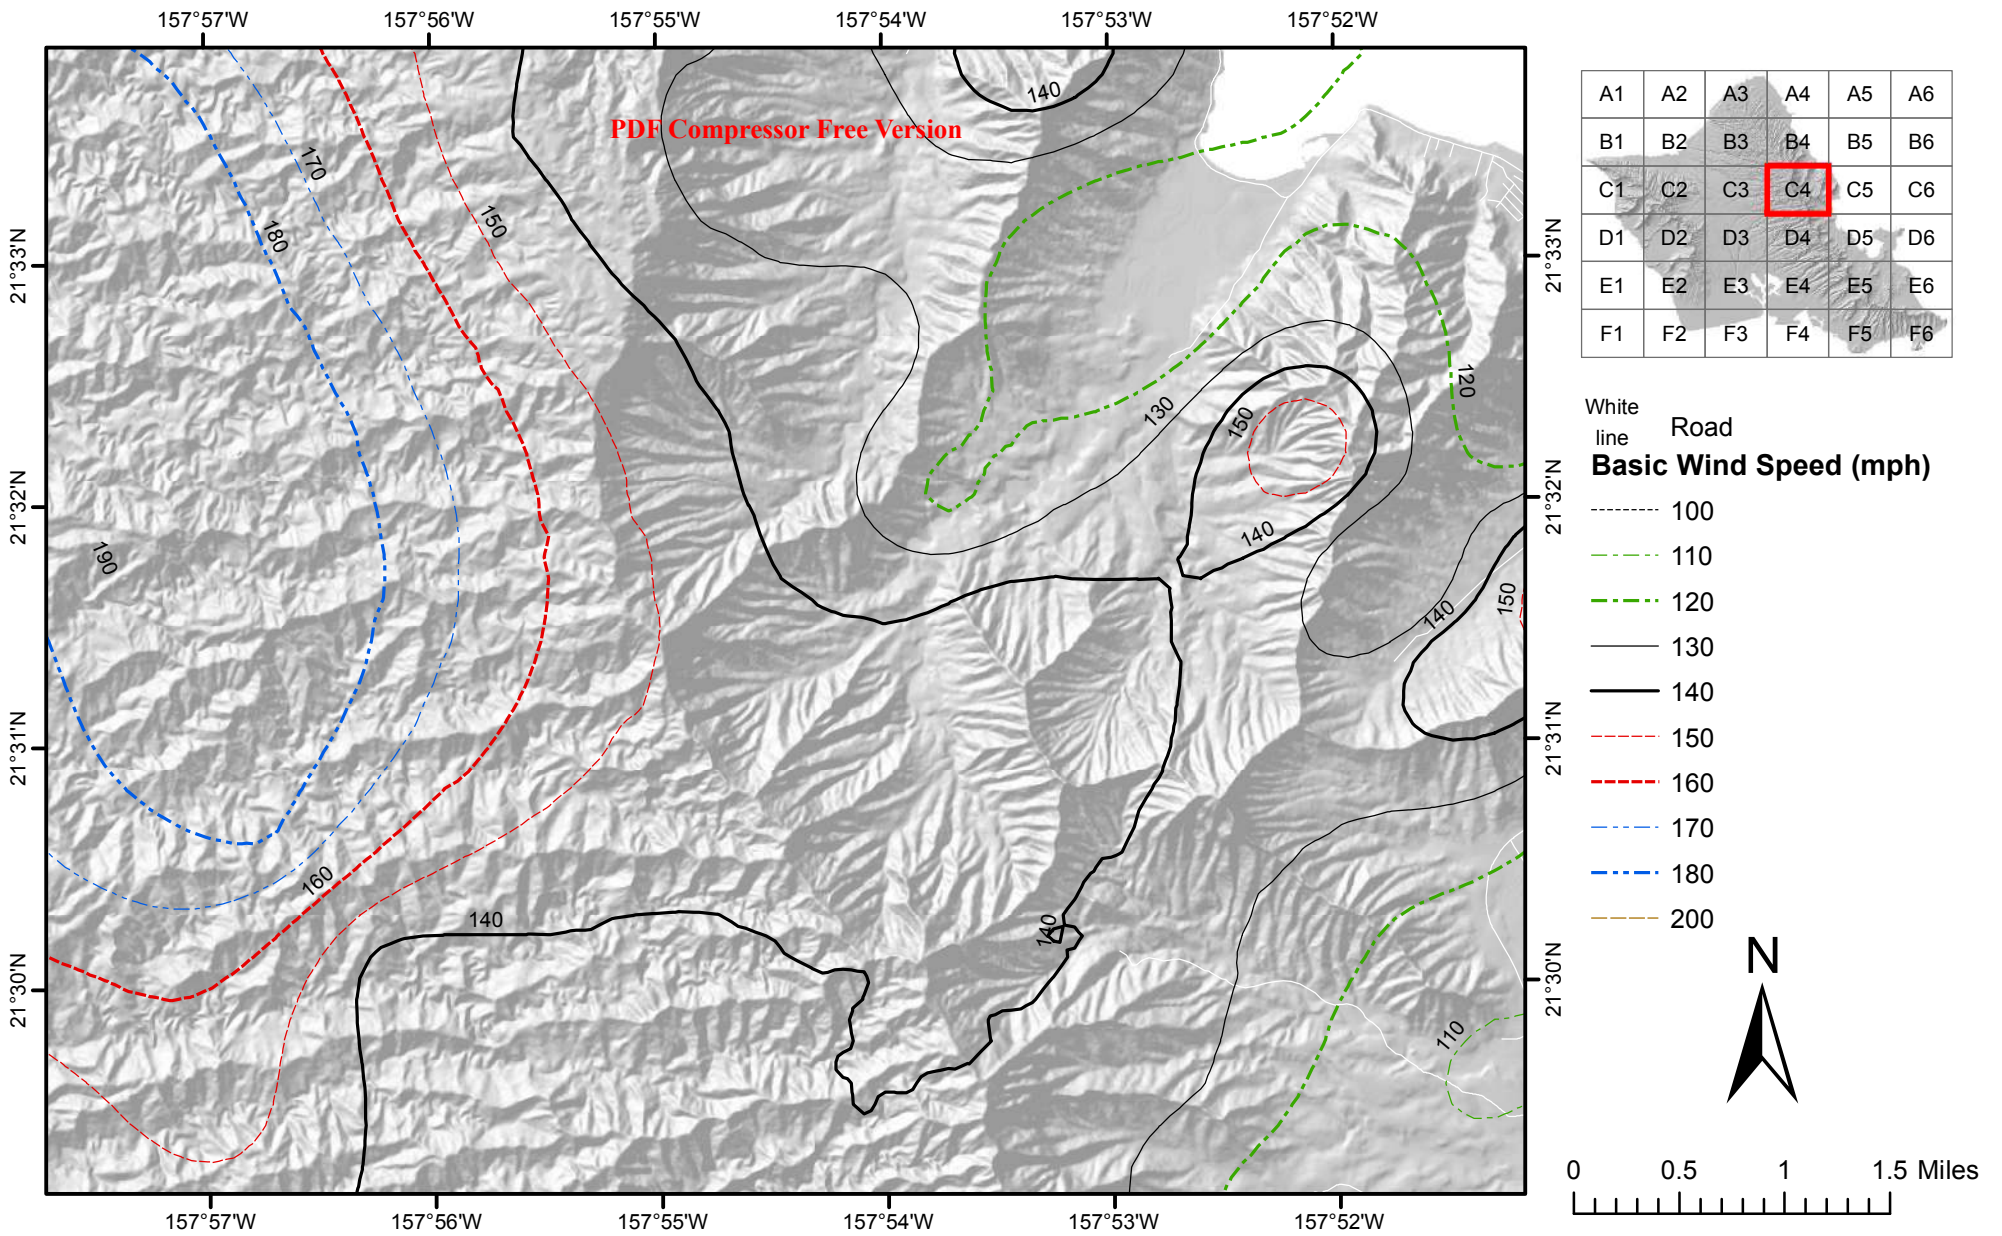 157°57'W 157°56'W 157°55'W 157°54'W 157°53'W 157°52'W
140
PDF Compressor Free Version
170
150
180
21°33'N
21°33'N
120
130
150
21°32'N
21°32'N
140
190
150
140
21°31'N
21°31'N
160
140
140
21°30'N
21°30'N
110
157°57'W 157°56'W 157°55'W 157°54'W 157°53'W 157°52'W
A1 A2 A3 A4 A5 A6
B1 B2 B3 B4 B5 B6
C1 C2 C3 C4 C5 C6
D1 D2 D3 D4 D5 D6
E1 E2 E3 E4 E5 E6
F1 F2 F3 F4 F5 F6
White
line Road
Basic Wind Speed (mph)
100
110
120
130
140
150
160
170
180
200
N
0 0.5 1 1.5 Miles